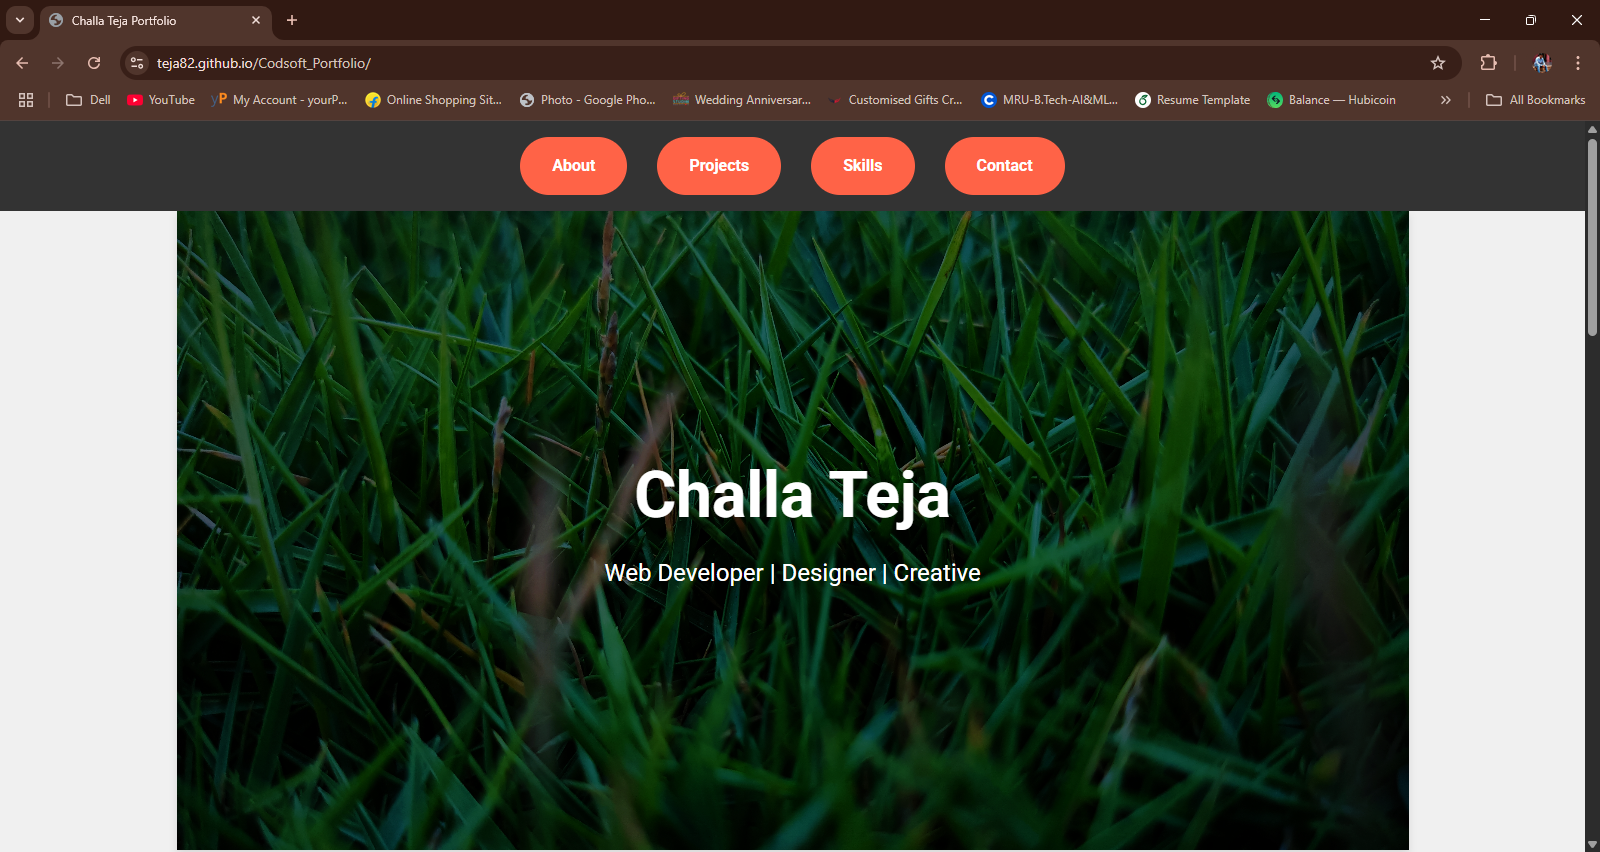 Challa Teja Portfolio
teja82.github.io/Codsoft_Portfolio/
Dell
YouTube
My Account - yourP...
Online Shopping Sit...
Photo - Google Pho...
Wedding Anniversar...
Customised Gifts Cr...
MRU-B.Tech-AI&ML...
Resume Template
Balance — Hubicoin
All Bookmarks
About
Projects
Skills
Contact
Challa Teja
Web Developer | Designer | Creative